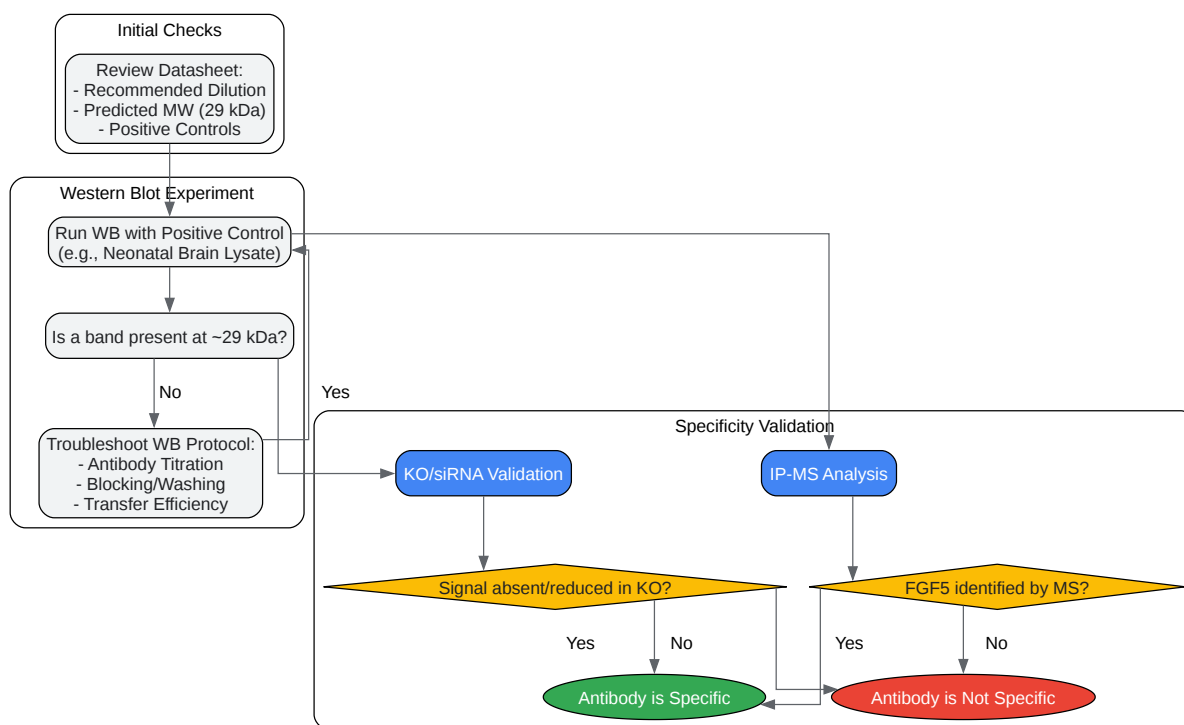 Initial Checks
Review Datasheet:
- Recommended Dilution
- Predicted MW (29 kDa)
- Positive Controls
Western Blot Experiment
Run WB with Positive Control
(e.g., Neonatal Brain Lysate)
Is a band present at ~29 kDa?
No
Yes
Troubleshoot WB Protocol:
- Antibody Titration
- Blocking/Washing
- Transfer Efficiency
Specificity Validation
KO/siRNA Validation
IP-MS Analysis
Signal absent/reduced in KO?
FGF5 identified by MS?
Yes
No
Yes
No
Antibody is Specific
Antibody is Not Specific